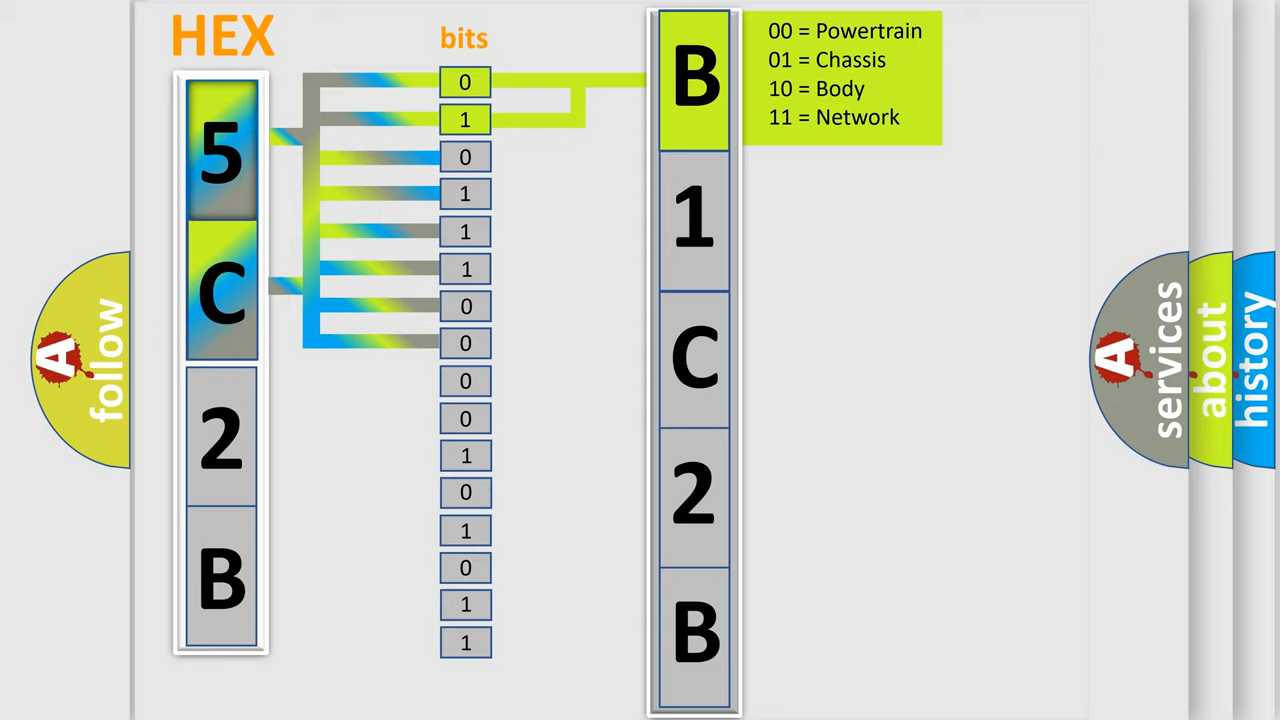 HEX
5
C
2
B
bits
0
1
0
1
1
1
0
0
0
0
1
0
1
0
1
1
B
1
C
2
B
00 = Powertrain
01 = Chassis
10 = Body
11 = Network
A
follow
A
services
about
history